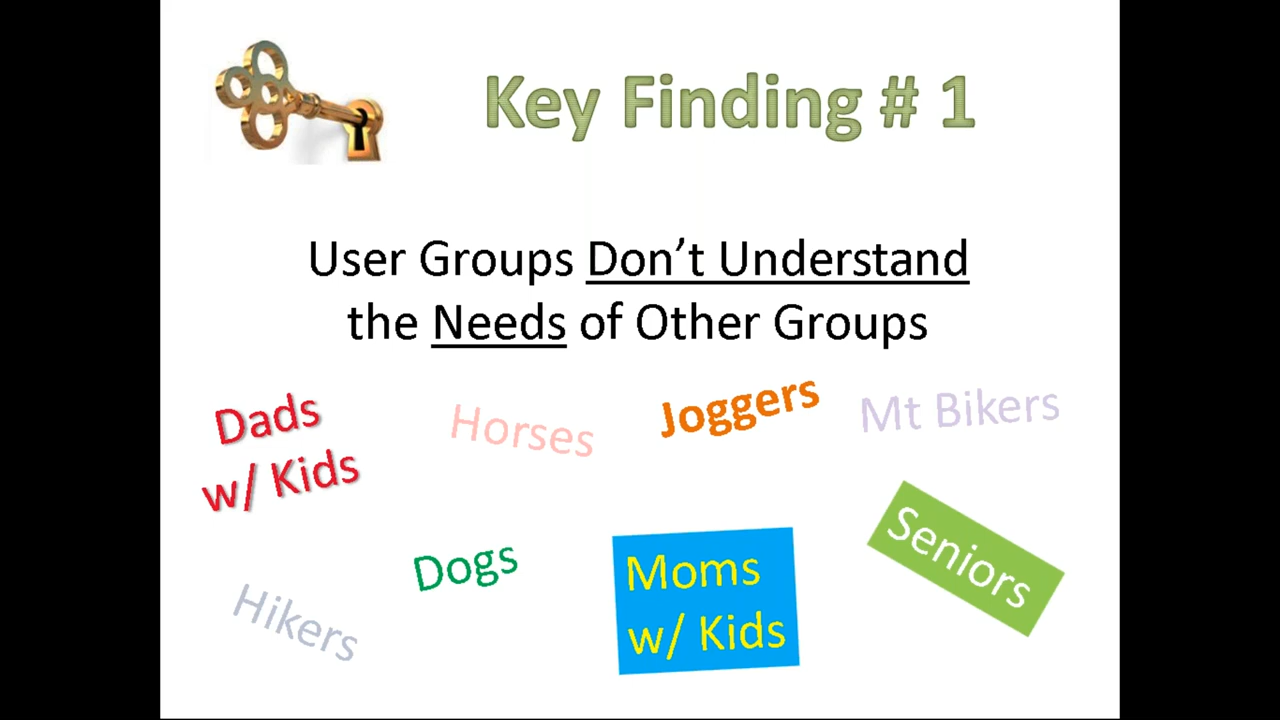 Key Finding # 1
User Groups Don’t Understand
the Needs of Other Groups
Dads
w/ Kids
Horses
Joggers
Mt Bikers
Hikers
Dogs
Moms
w/ Kids
Seniors